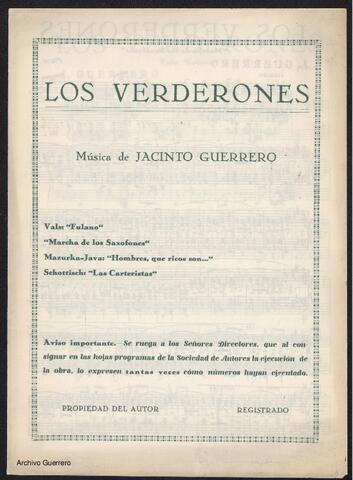 LOS VERDERONES
Música de JACINTO GUERRERO
Vals: "Fulano"
"Marcha de los Saxofones"
Mazurka-Java: "Hombres, que ricos son..."
Schottisch: "Las Carteristas"
Aviso importante. Se ruega a los Señores Directores, que al con
signar en las hojas programas de la Sociedad de Autores la ejecución de
la obra, lo expresen tantas veces cómo números hayan ejecutado.
PROPIEDAD DEL AUTOR REGISTRADO
Archivo Guerrero